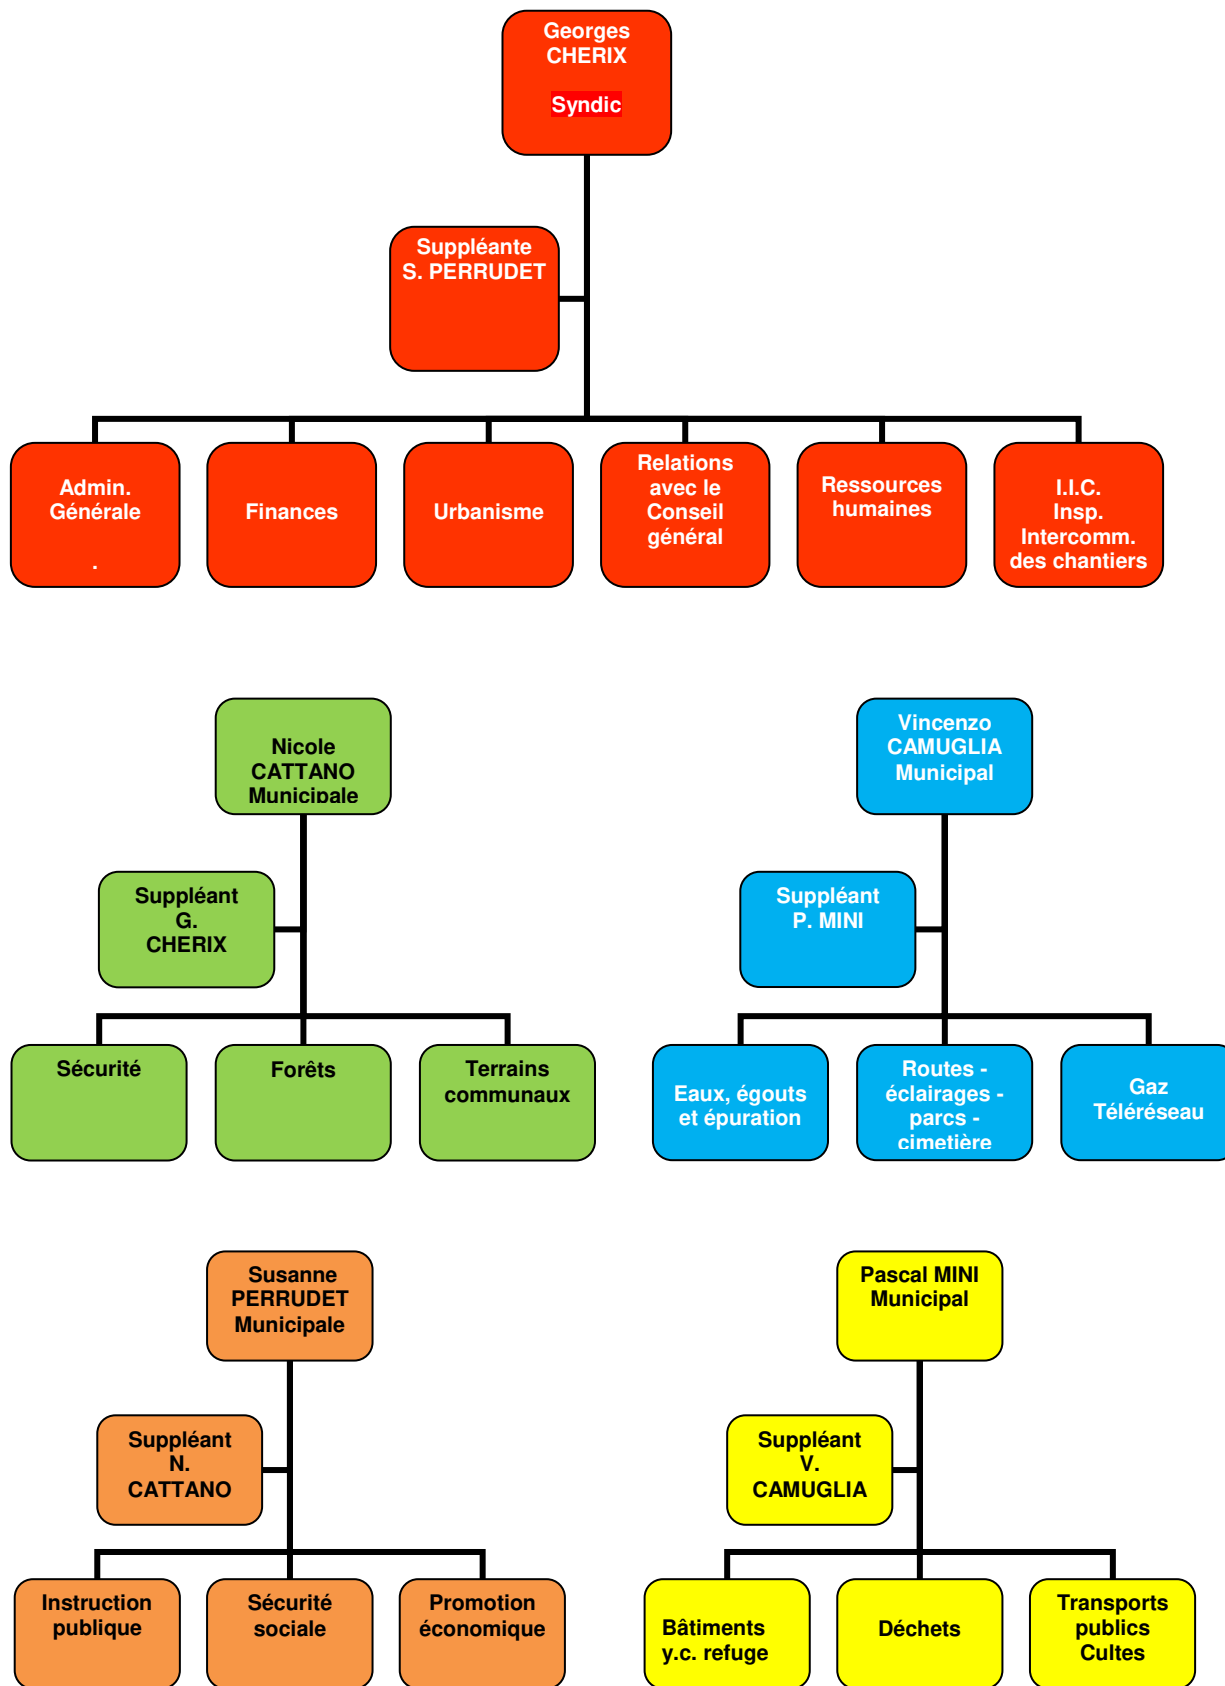 Georges
CHERIX
Syndic
Suppléante
S. PERRUDET
Admin.
Générale
.
Finances
Urbanisme
Relations
avec le
Conseil
général
Ressources
humaines
I.I.C.
Insp.
Intercomm.
des chantiers
Nicole
CATTANO
Municipale
Suppléant
G.
CHERIX
Sécurité
Forêts
Terrains
communaux
Vincenzo
CAMUGLIA
Municipal
Suppléant
P. MINI
Eaux, égouts
et épuration
Routes -
éclairages -
parcs -
cimetière
Gaz
Téléréseau
Susanne
PERRUDET
Municipale
Suppléant
N.
CATTANO
Instruction
publique
Sécurité
sociale
Promotion
économique
Pascal MINI
Municipal
Suppléant
V.
CAMUGLIA
Bâtiments
y.c. refuge
Déchets
Transports
publics
Cultes